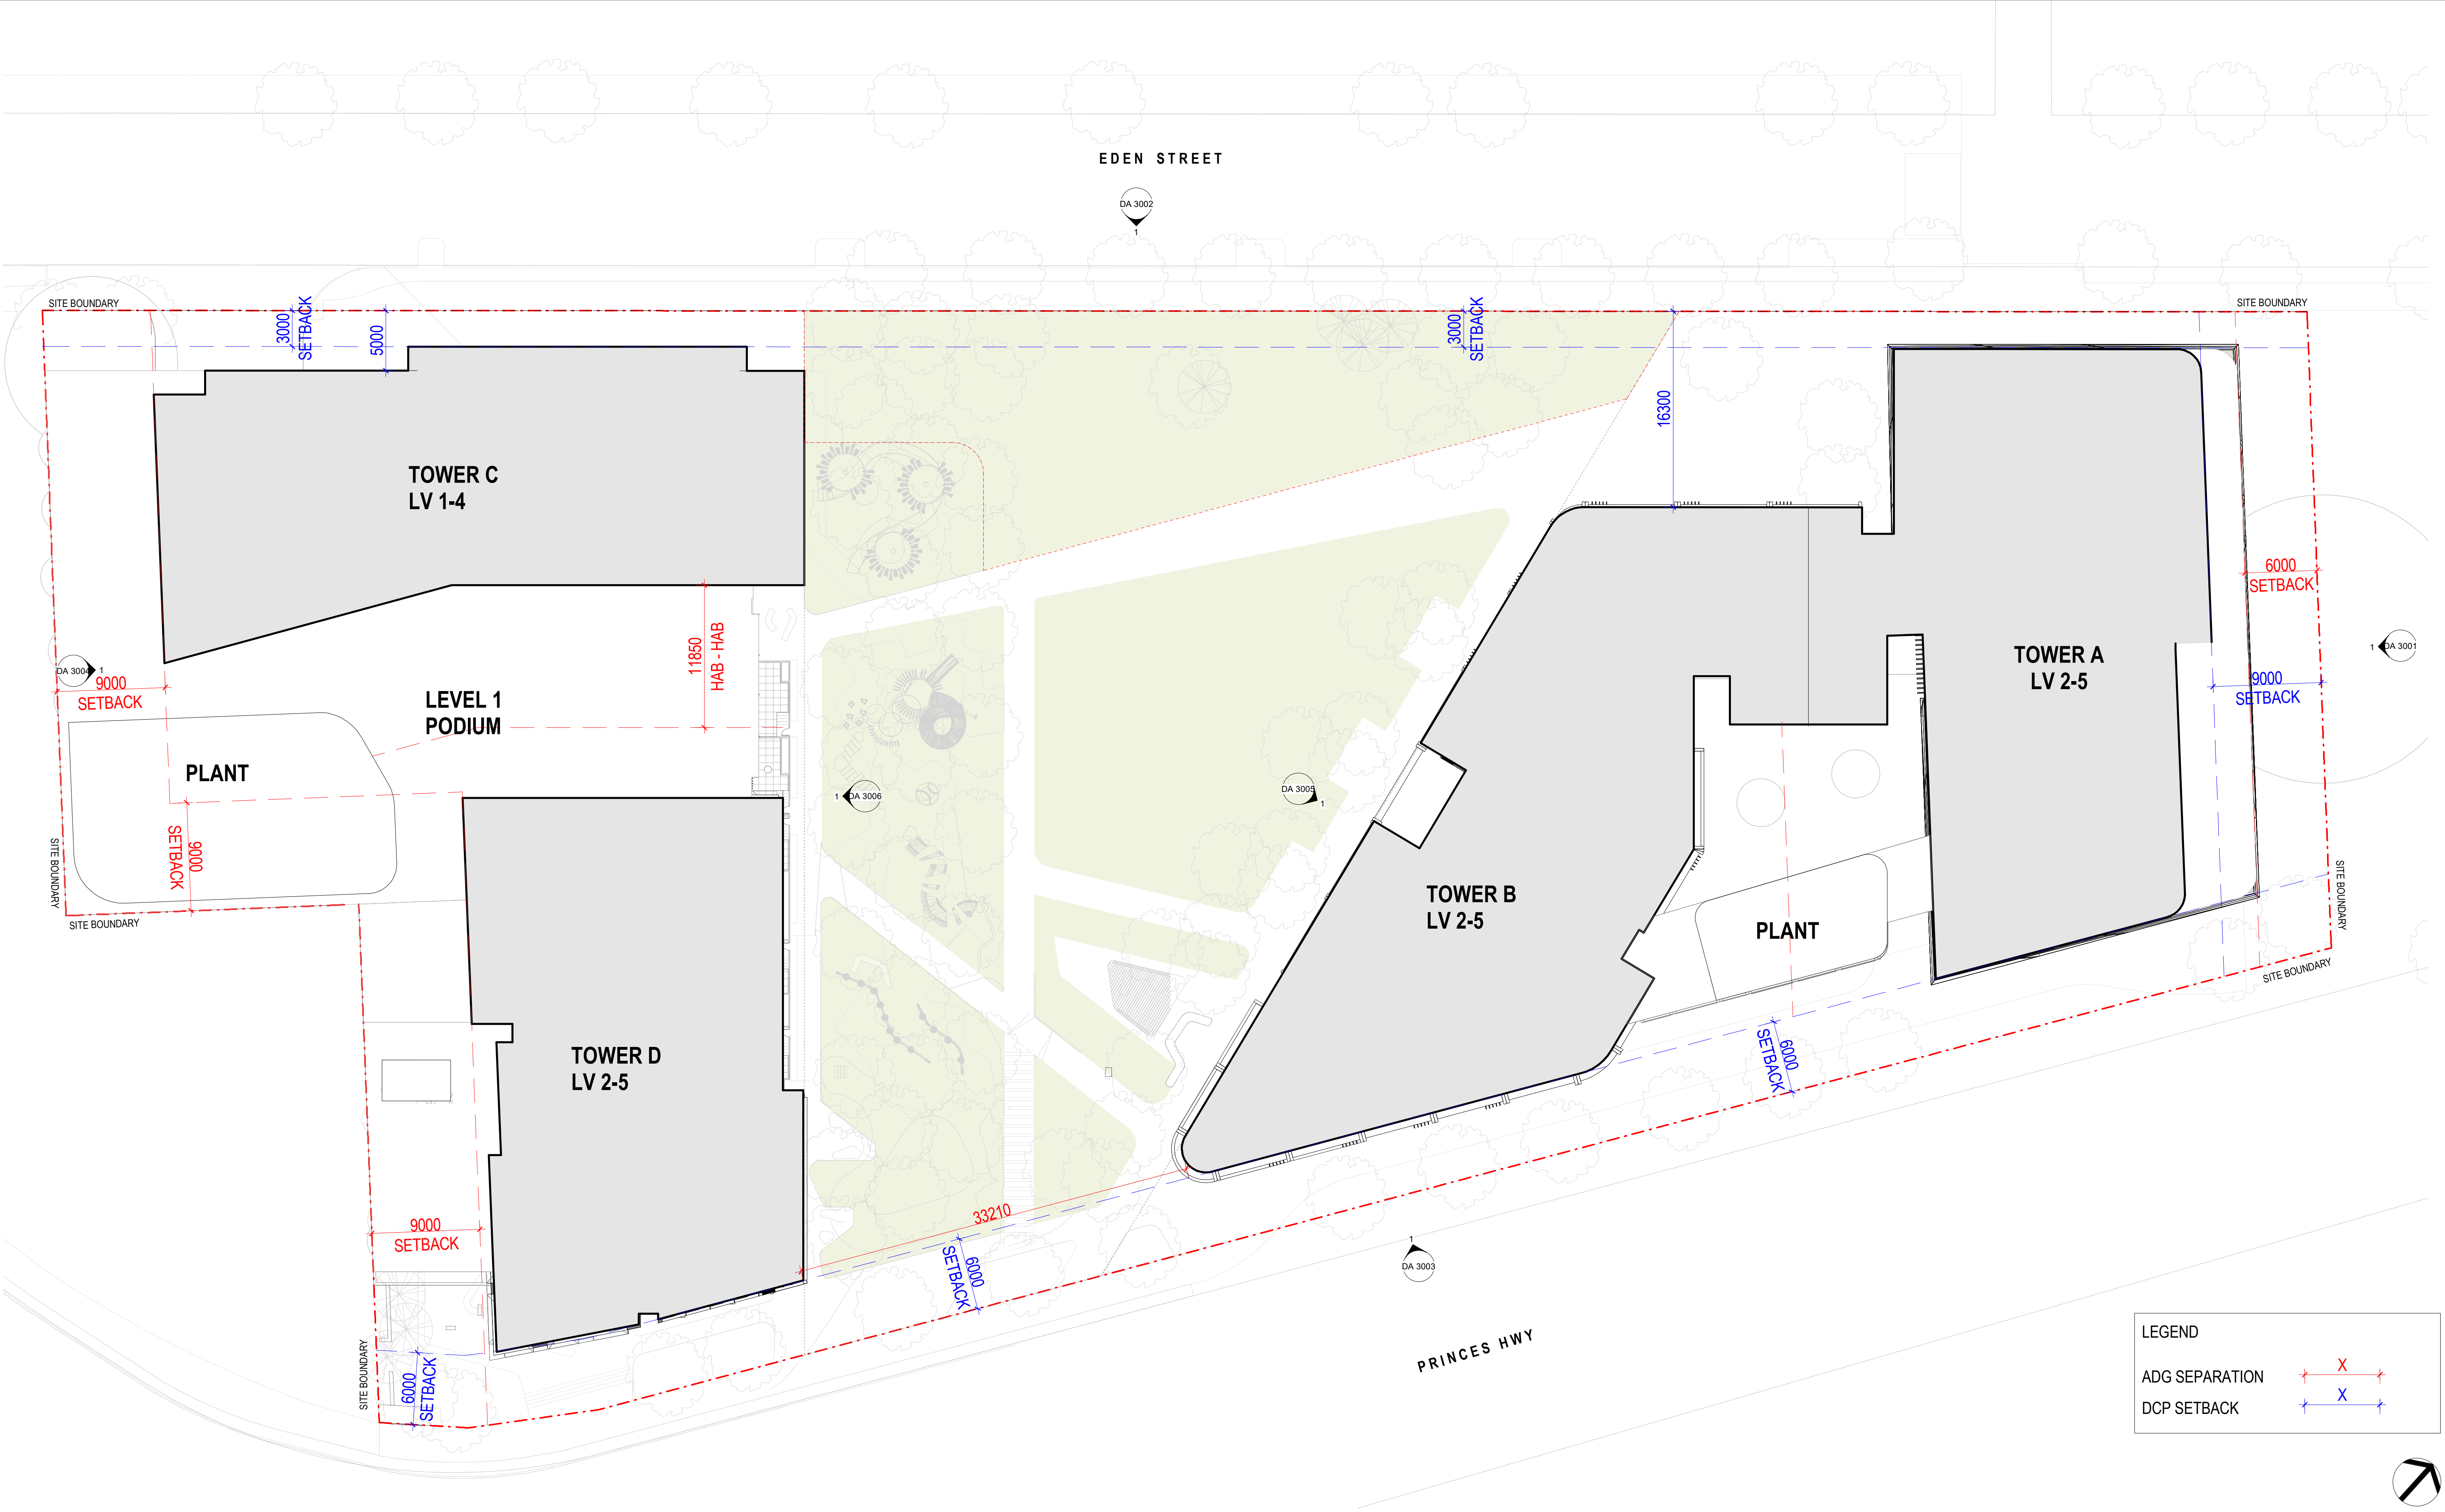 EDEN STREET
DA 3002
1
SITE BOUNDARY
SITE BOUNDARY
3000
SETBACK
5000
3000
SETBACK
16300
TOWER C
LV 1-4
6000
SETBACK
11850
HAB - HAB
TOWER A
LV 2-5
DA 3004
1
1
DA 3001
9000
SETBACK
9000
SETBACK
LEVEL 1
PODIUM
PLANT
1
DA 3006
DA 3005
1
9000
SETBACK
SITE BOUNDARY
SITE BOUNDARY
SITE BOUNDARY
TOWER B
LV 2-5
PLANT
SITE BOUNDARY
TOWER D
LV 2-5
6000
SETBACK
9000
SETBACK
33210
6000
SETBACK
1
DA 3003
SITE BOUNDARY
6000
SETBACK
PRINCES HWY
LEGEND
ADG SEPARATION
X
DCP SETBACK
X